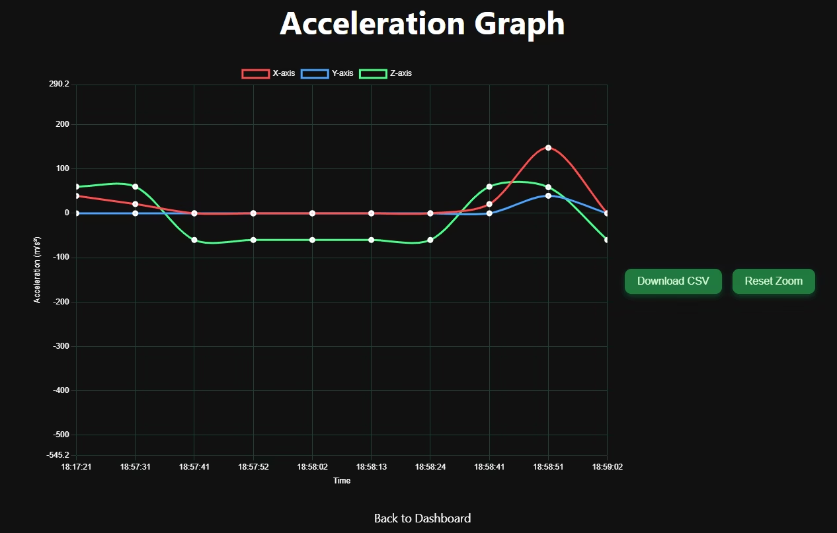 Acceleration Graph
X-axis Y-axis Z-axis
290.2
200
100
0
-100
-200
-300
-400
-500
-545.2
Acceleration (m/s²)
18:17:21 18:57:31 18:57:41 18:57:52 18:58:02 18:58:13 18:58:24 18:58:41 18:58:51 18:59:02
Time
Download CSV Reset Zoom
Back to Dashboard